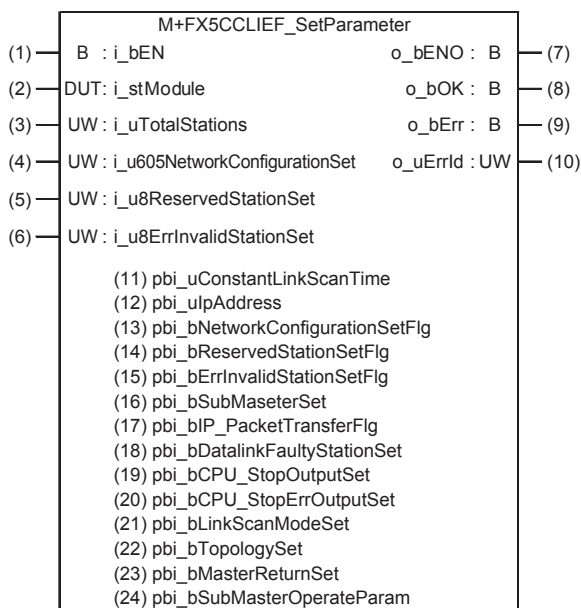 M+FX5CCLIEF_SetParameter
(1) B : i_bEN o_bENO : B (7)
(2) DUT: i_stModule o_bOK : B (8)
(3) UW : i_uTotalStations o_bErr : B (9)
(4) UW : i_u605NetworkConfigurationSet o_uErrId : UW (10)
(5) UW : i_u8ReservedStationSet
(6) UW : i_u8ErrInvalidStationSet
(11) pbi_uConstantLinkScanTime
(12) pbi_uIpAddress
(13) pbi_bNetworkConfigurationSetFlg
(14) pbi_bReservedStationSetFlg
(15) pbi_bErrInvalidStationSetFlg
(16) pbi_bSubMaseterSet
(17) pbi_bIP_PacketTransferFlg
(18) pbi_bDatalinkFaultyStationSet
(19) pbi_bCPU_StopOutputSet
(20) pbi_bCPU_StopErrOutputSet
(21) pbi_bLinkScanModeSet
(22) pbi_bTopologySet
(23) pbi_bMasterReturnSet
(24) pbi_bSubMasterOperateParam